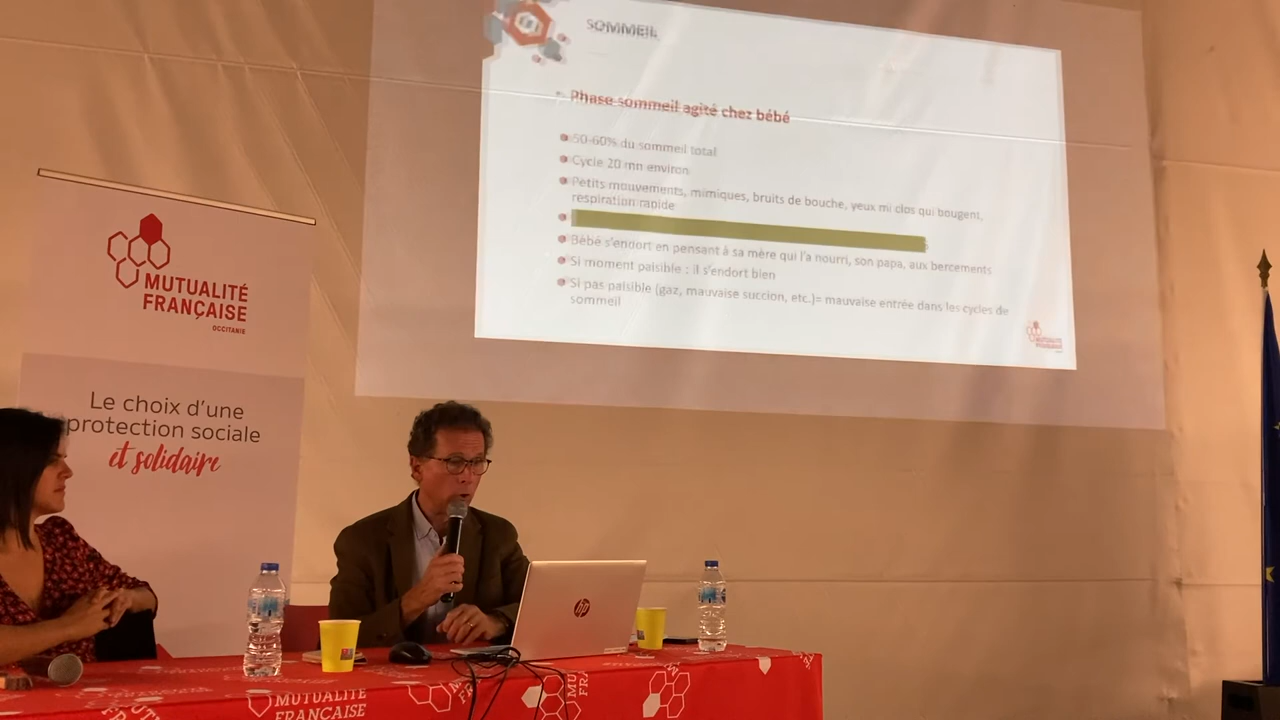 SOMMEIL
Phase sommeil agité chez bébé
50-60% du sommeil total
Cycle 20 mn environ
Petits mouvements, mimiques, bruits de bouche, yeux mi clos qui bougent,
respiration rapide
Bébé s'endort en pensant à sa mère qui l'a nourri, son papa, aux bercements
Si moment paisible : il s'endort bien
Si pas paisible (gaz, mauvaise succion, etc.)= mauvaise entrée dans les cycles de
sommeil
MUTUALITÉ
FRANÇAISE
OCCITANIE
Le choix d'une
protection sociale
et solidaire
hp
MUTUALITÉ
FRANÇAISE